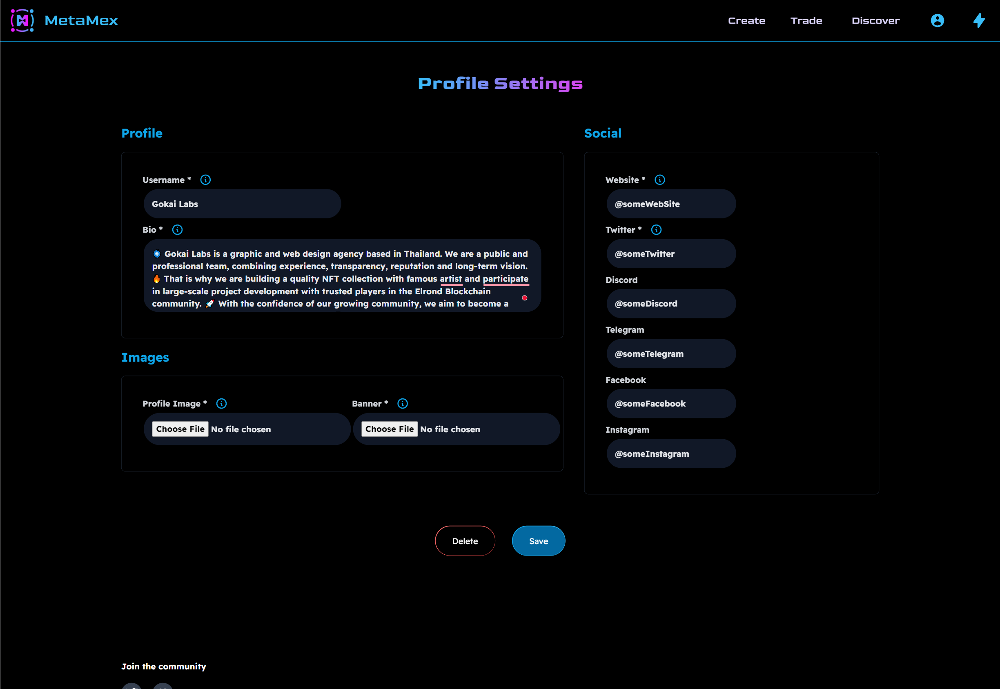 MetaMex
Create Trade Discover
Profile Settings
Profile
Username *
Gokai Labs
Bio *
Gokai Labs is a graphic and web design agency based in Thailand. We are a public and
professional team, combining experience, transparency, reputation and long-term vision.
🔥 That is why we are building a quality NFT collection with famous artist and participate
in large-scale project development with trusted players in the Elrond Blockchain
community. 🚀 With the confidence of our growing community, we aim to become a
Images
Profile Image *
Choose File No file chosen
Banner *
Choose File No file chosen
Social
Website *
@someWebSite
Twitter *
@someTwitter
Discord
@someDiscord
Telegram
@someTelegram
Facebook
@someFacebook
Instagram
@someInstagram
Delete
Save
Join the community